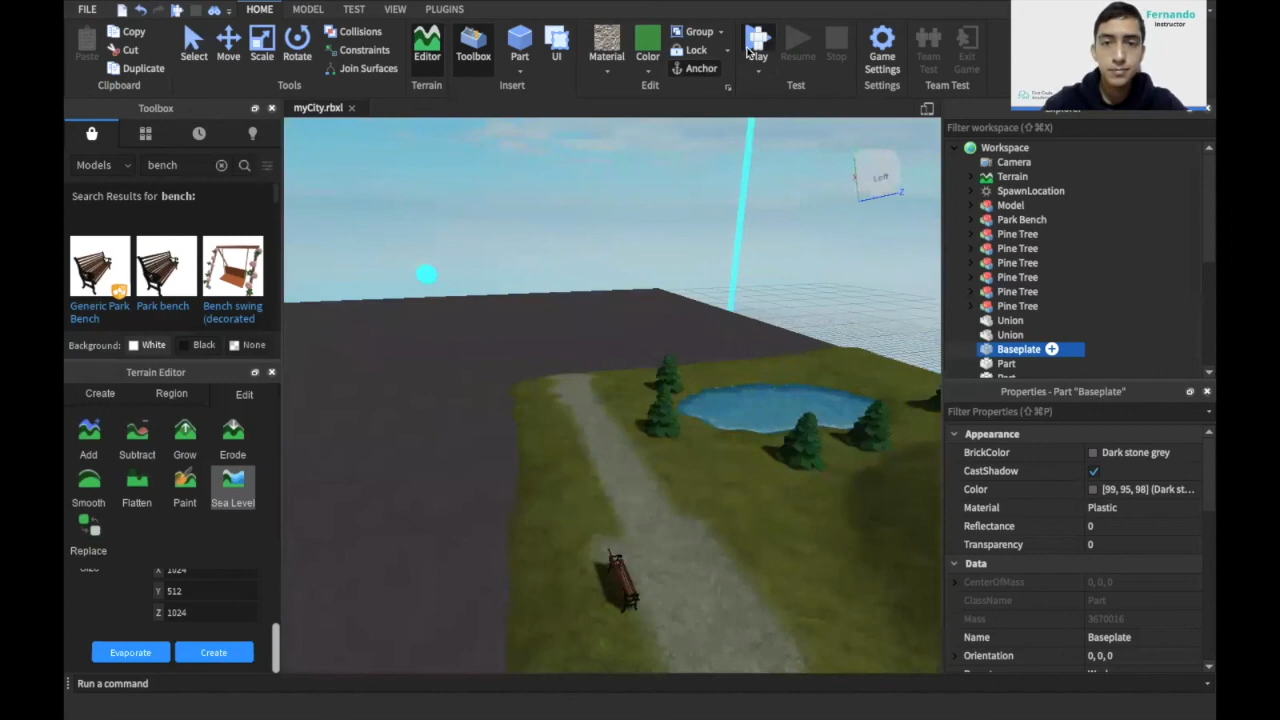 FILE HOME MODEL TEST VIEW PLUGINS
Paste Copy Cut Duplicate
Clipboard
Select Move Scale Rotate
Collisions
Constraints
Join Surfaces
Tools
Editor
Terrain
Toolbox Part UI
Insert
Material Color
Group
Lock
Anchor
Edit
Play Resume Stop
Test
Game Settings
Settings
Team Test
Exit Game
Team Test
Fernando
Instructor
First Code
Toolbox
myCity.rbxl
Models bench
Search Results for bench:
Generic Park Bench
Park bench
Bench swing (decorated
Background: White Black None
Terrain Editor
Create Region Edit
Add Subtract Grow Erode
Smooth Flatten Paint Sea Level
Replace
X 1024
Y 512
Z 1024
Evaporate Create
Run a command
Left
Z
Explorer
Filter workspace (⇧⌘X)
Workspace
Camera
Terrain
SpawnLocation
Model
Park Bench
Pine Tree
Pine Tree
Pine Tree
Pine Tree
Pine Tree
Pine Tree
Union
Union
Baseplate
Part
Part
Properties - Part "Baseplate"
Filter Properties (⇧⌘P)
Appearance
BrickColor Dark stone grey
CastShadow
Color [99, 95, 98] (Dark st...
Material Plastic
Reflectance 0
Transparency 0
Data
CenterOfMass 0, 0, 0
ClassName Part
Mass 3670016
Name Baseplate
Orientation 0, 0, 0